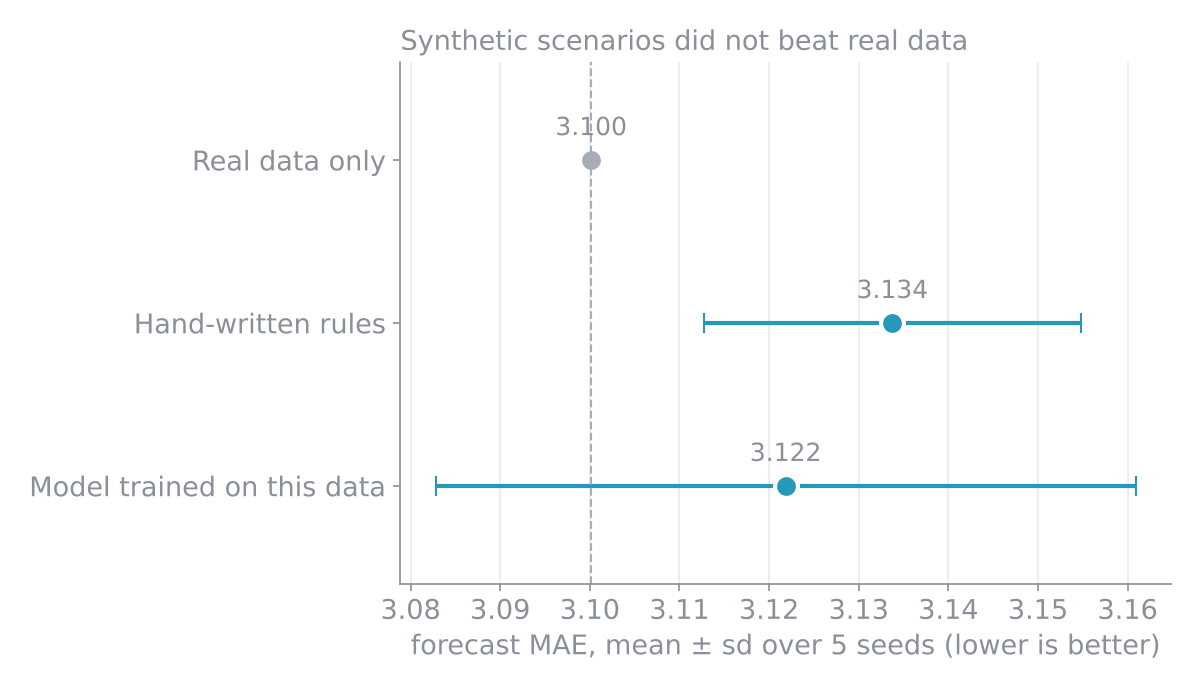 Synthetic scenarios did not beat real data
3.100
Real data only
3.134
Hand-written rules
3.122
Model trained on this data
3.08 3.09 3.10 3.11 3.12 3.13 3.14 3.15 3.16
forecast MAE, mean ± sd over 5 seeds (lower is better)